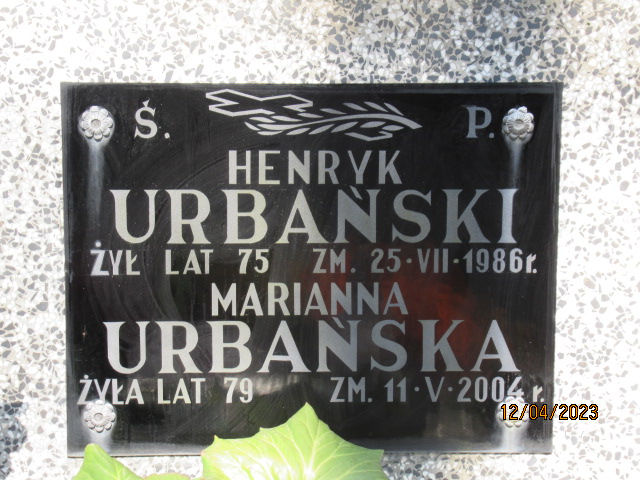 Ś. P.
HENRYK
URBAŃSKI
ŻYŁ LAT 75 ZM. 25·VII·1986r.
MARIANNA
URBAŃSKA
ŻYŁA LAT 79 ZM. 11·V·2004r.
12/04/2023